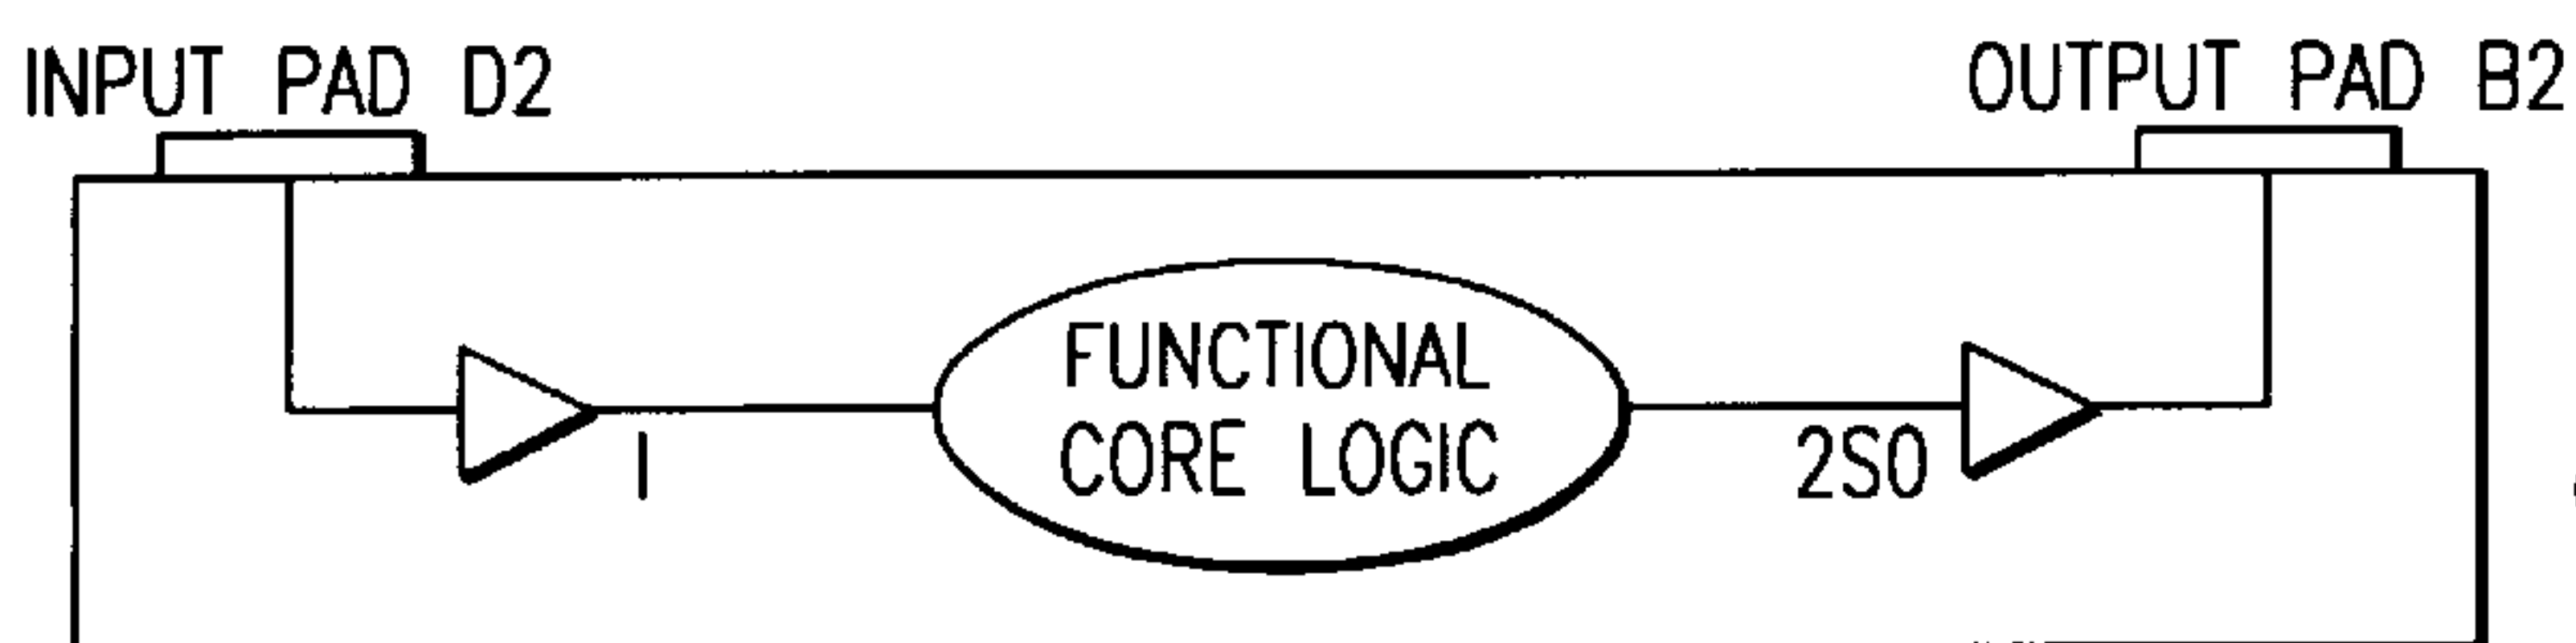 INPUT PAD D2
OUTPUT PAD B2
FUNCTIONAL
CORE LOGIC
I
2S0